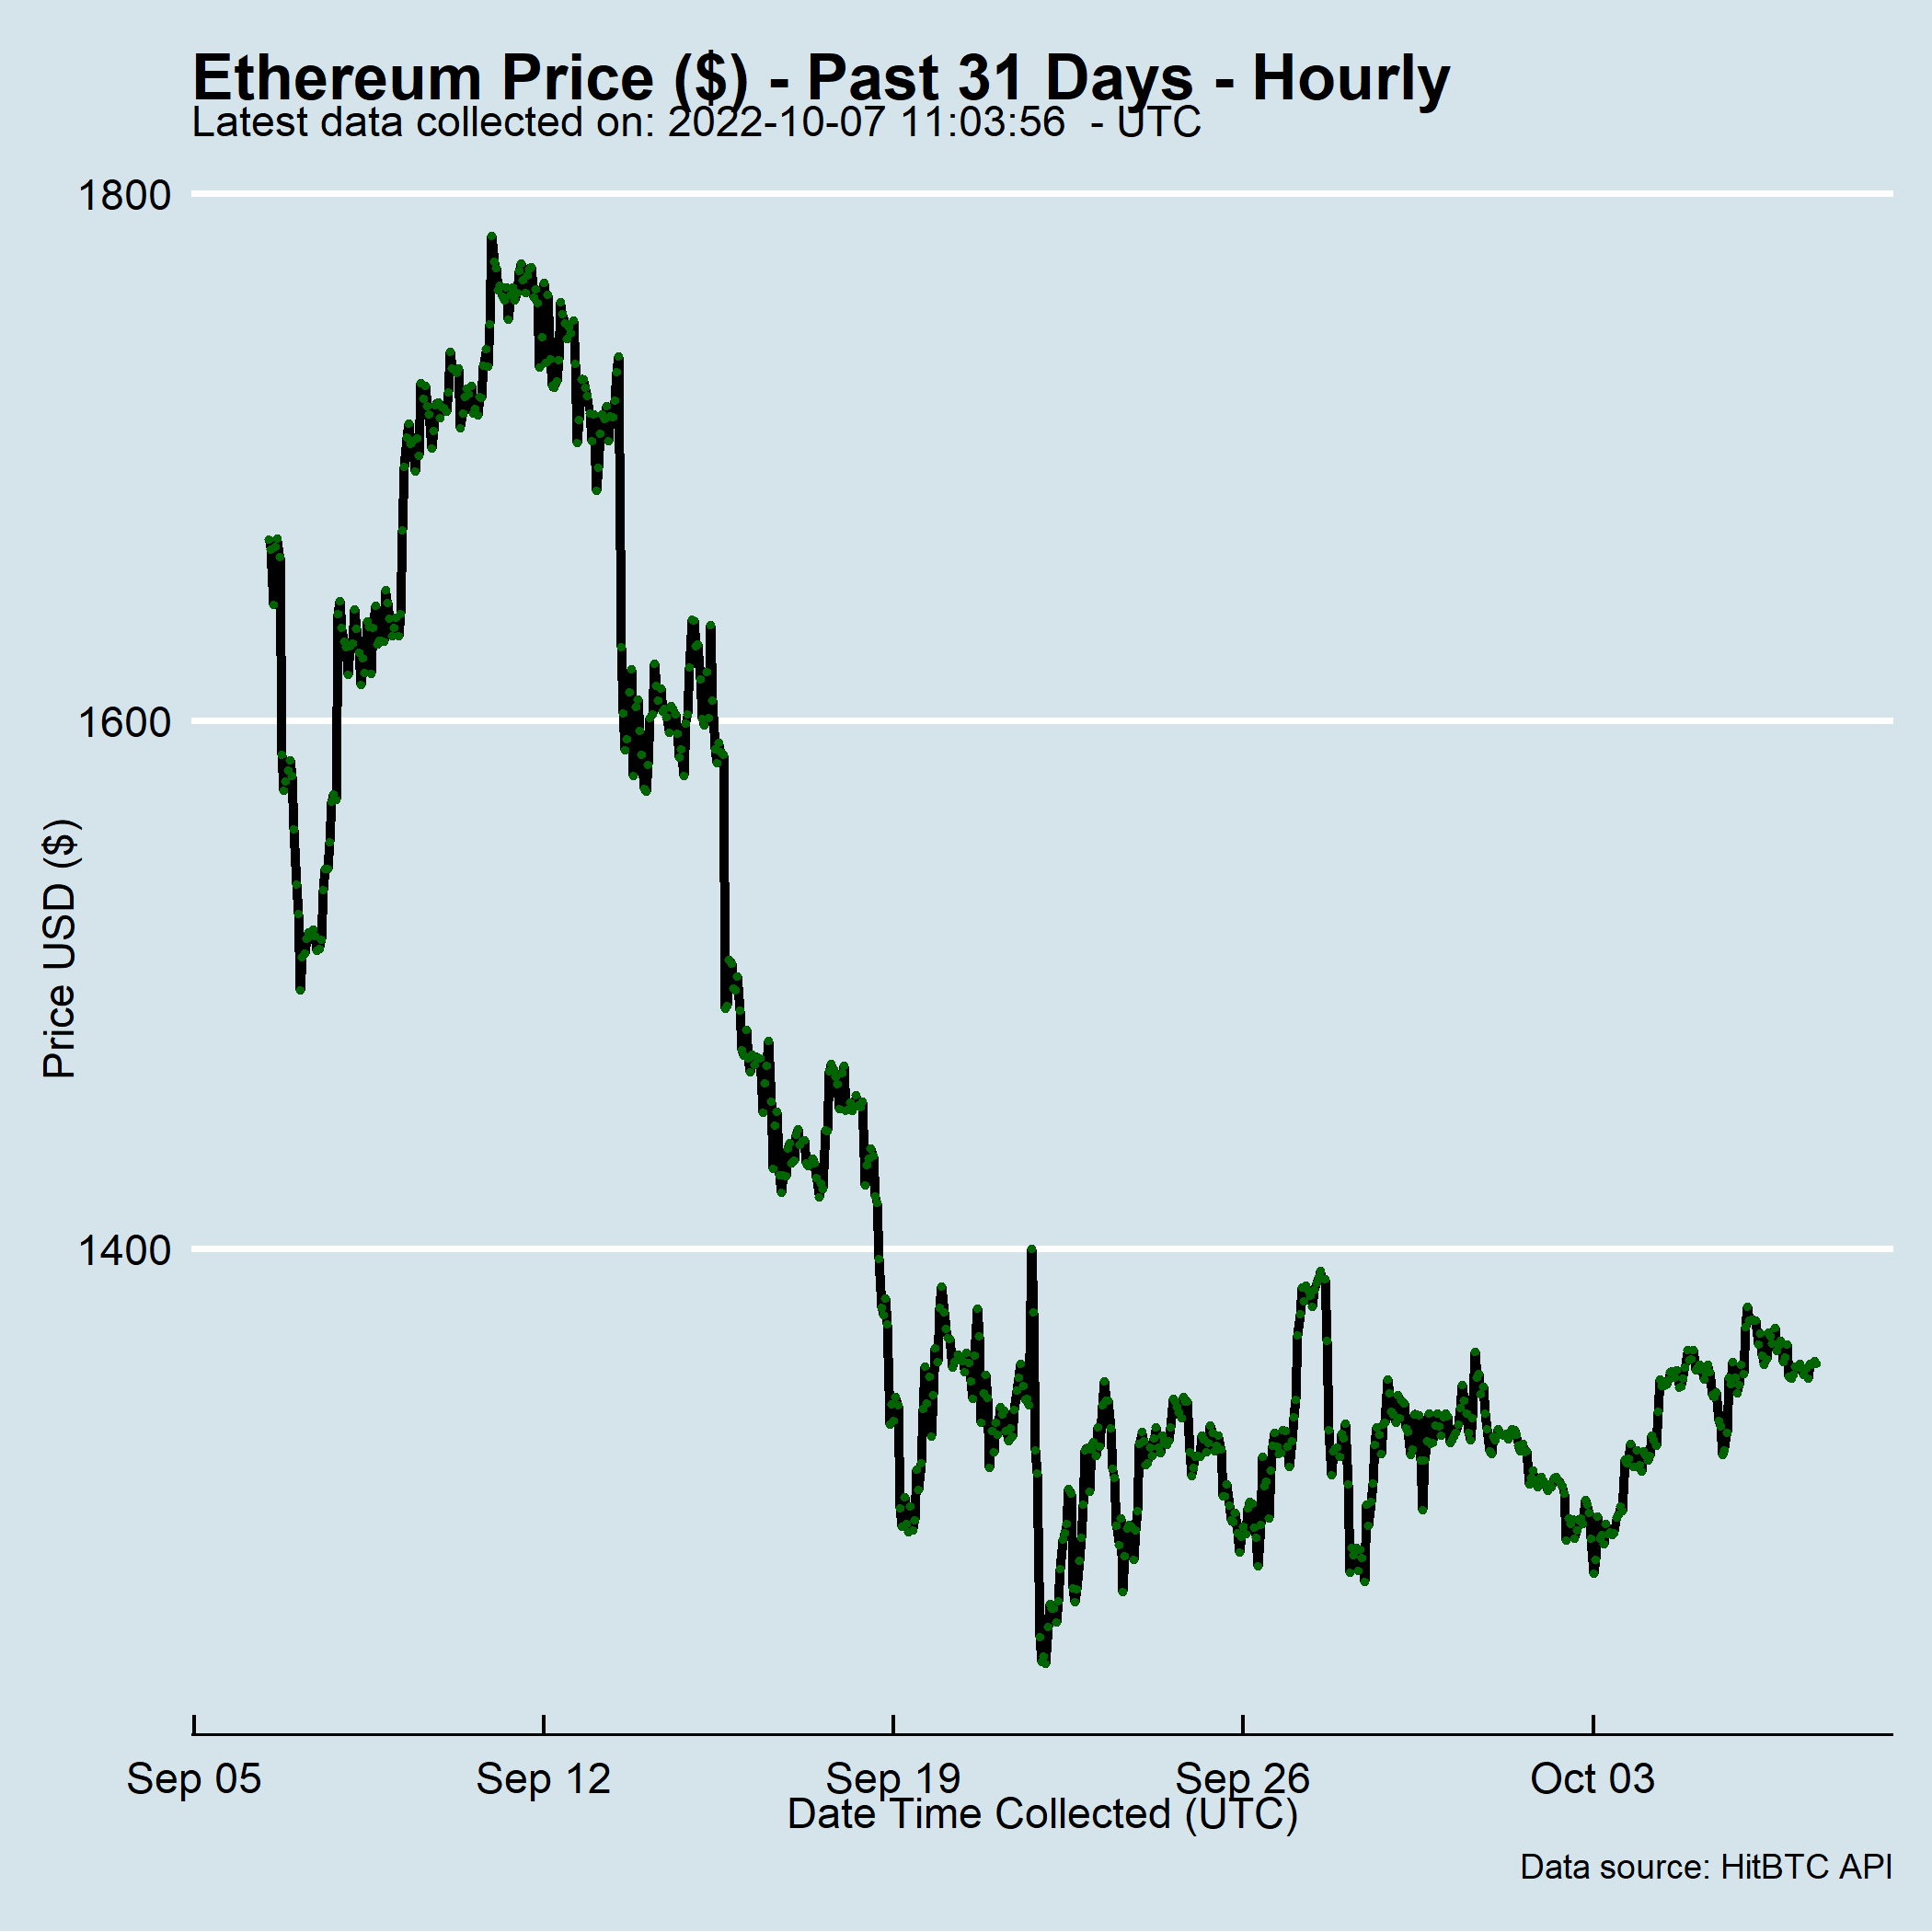 Ethereum Price ($) - Past 31 Days - Hourly
Latest data collected on: 2022-10-07 11:03:56  - UTC
1800
1600
1400
Price USD ($)
Sep 05
Sep 12
Sep 19
Sep 26
Oct 03
Date Time Collected (UTC)
Data source: HitBTC API